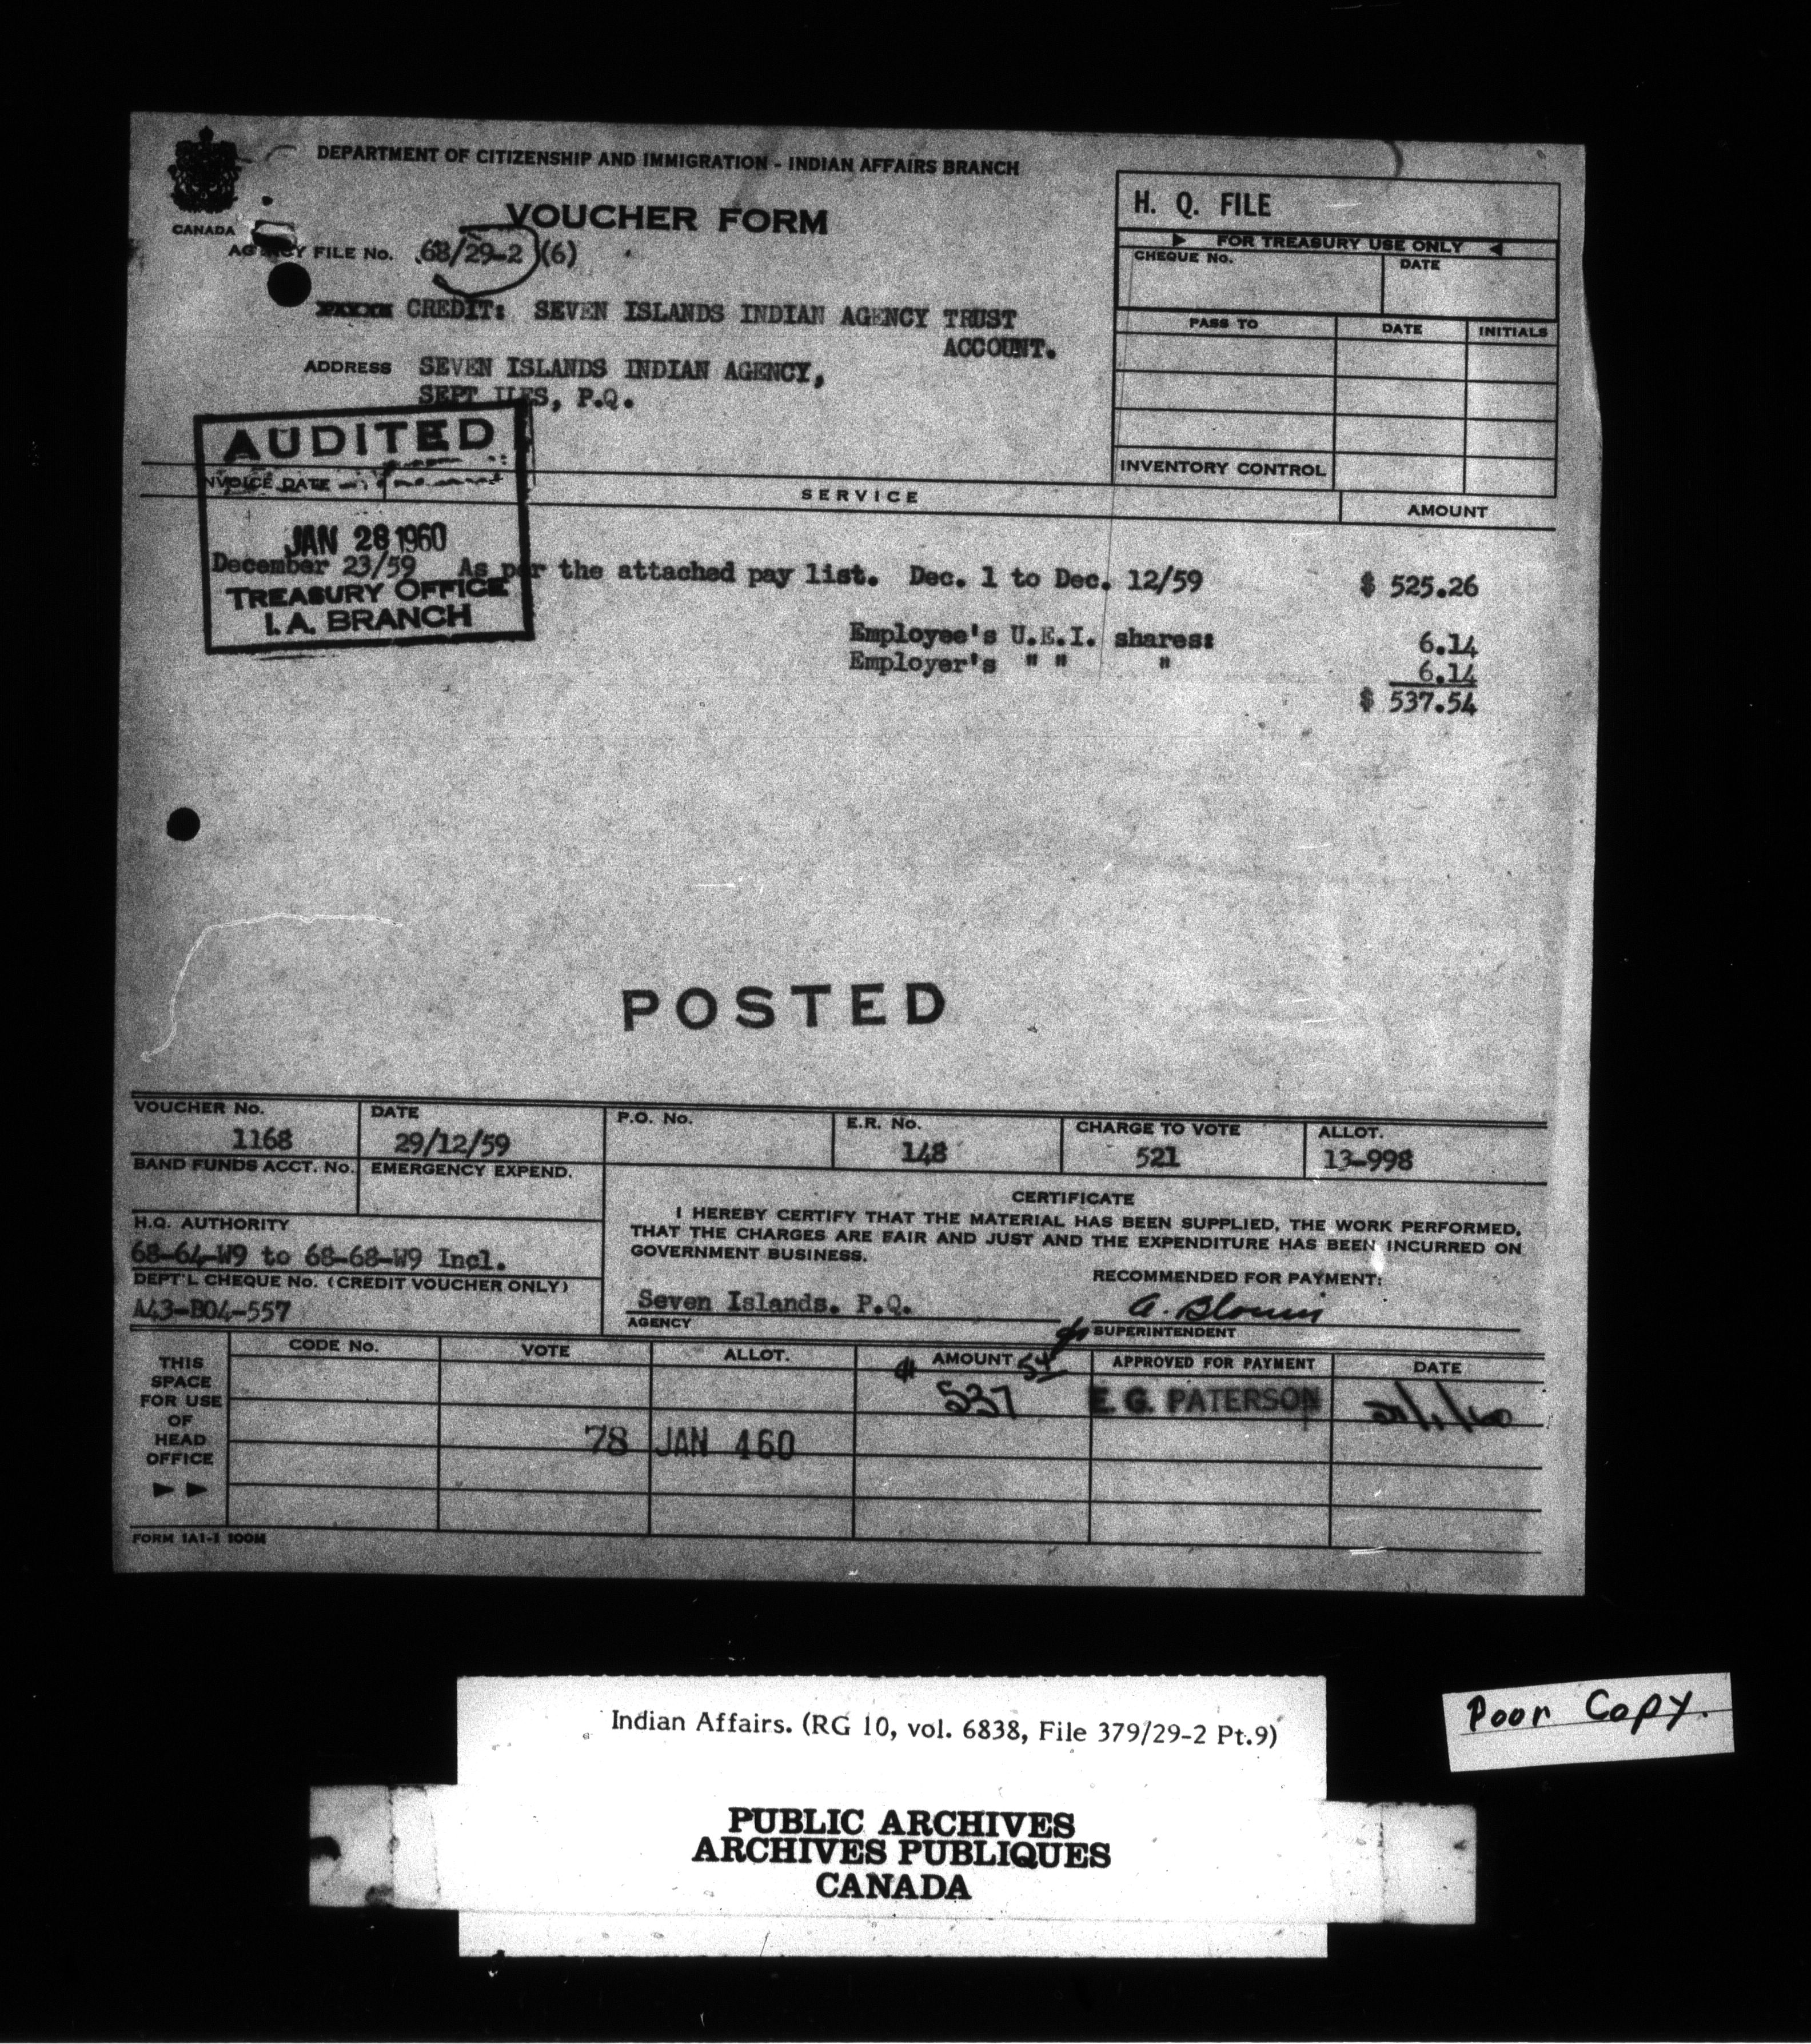 DEPARTMENT OF CITIZENSHIP AND IMMIGRATION - INDIAN AFFAIRS BRANCH
CANADA
VOUCHER FORM
AGENCY FILE No. 68/29-2 (6)
H. Q. FILE
FOR TREASURY USE ONLY
CHEQUE No. DATE
PASS TO DATE INITIALS
INVENTORY CONTROL
CREDIT: SEVEN ISLANDS INDIAN AGENCY TRUST
ACCOUNT.
ADDRESS SEVEN ISLANDS INDIAN AGENCY,
SEPT ILES, P.Q.
AUDITED
INVOICE DATE
SERVICE
AMOUNT
JAN 28 1960
December 23/59 As per the attached pay list. Dec. 1 to Dec. 12/59 $ 525.26
TREASURY OFFICE
I.A. BRANCH
Employee's U.E.I. shares: 6.14
Employer's " " " 6.14
$ 537.54
POSTED
VOUCHER No. DATE P.O. No. E.R. No. CHARGE TO VOTE ALLOT.
1168 29/12/59 148 521 13-998
BAND FUNDS ACCT. No. EMERGENCY EXPEND.
H.Q. AUTHORITY
68-64-W9 to 68-68-W9 Incl.
DEPT'L CHEQUE No. (CREDIT VOUCHER ONLY)
A43-B04-557
CERTIFICATE
I HEREBY CERTIFY THAT THE MATERIAL HAS BEEN SUPPLIED, THE WORK PERFORMED,
THAT THE CHARGES ARE FAIR AND JUST AND THE EXPENDITURE HAS BEEN INCURRED ON
GOVERNMENT BUSINESS.
RECOMMENDED FOR PAYMENT:
Seven Islands. P.Q. A. Blouin
AGENCY SUPERINTENDENT
THIS SPACE FOR USE OF HEAD OFFICE
CODE No. VOTE ALLOT. AMOUNT APPROVED FOR PAYMENT DATE
$ 537 54 E. G. PATERSON
78 JAN 4 60
FORM 1A1-1 100M
Indian Affairs. (RG 10, vol. 6838, File 379/29-2 Pt.9)
Poor Copy.
PUBLIC ARCHIVES
ARCHIVES PUBLIQUES
CANADA